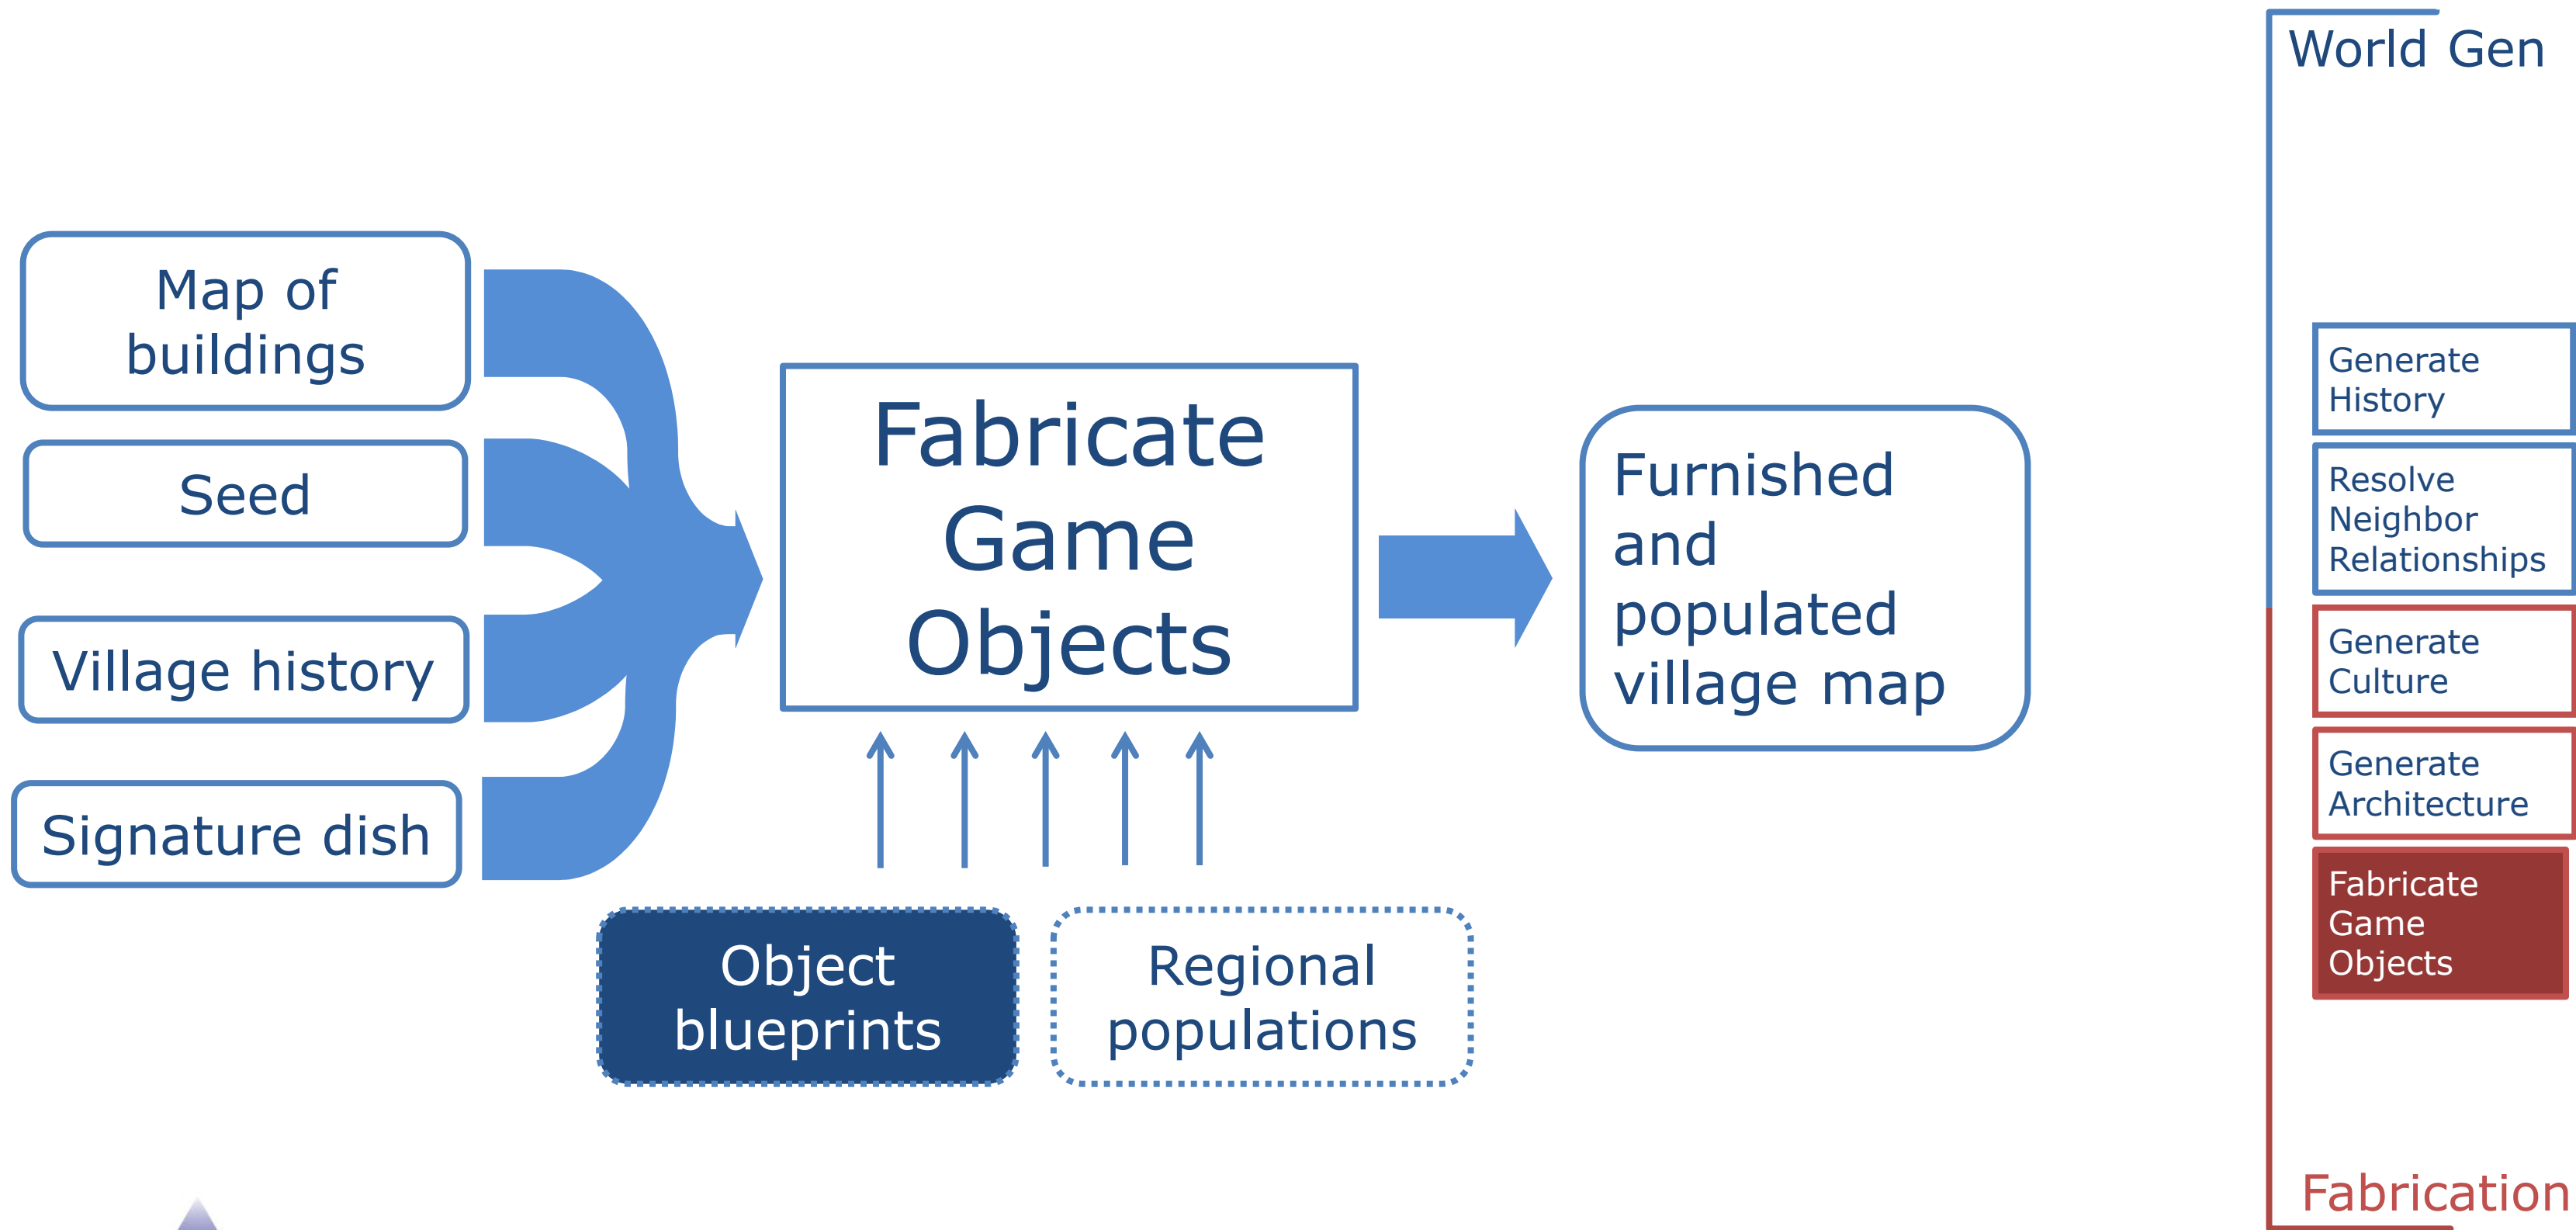 Map of
buildings
Seed
Village history
Signature dish
Fabricate
Game
Objects
Object
blueprints
Regional
populations
Furnished
and
populated
village map
World Gen
Generate
History
Resolve
Neighbor
Relationships
Generate
Culture
Generate
Architecture
Fabricate
Game
Objects
Fabrication